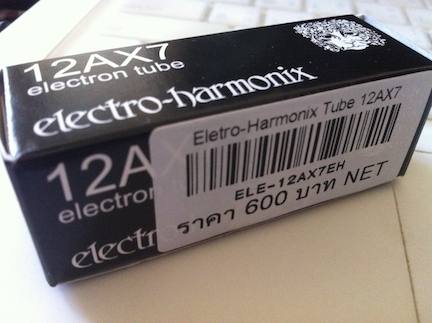 12AX7
electron tube
electro-harmonix
12AX
electron
electr
Eletro-Harmonix Tube 12AX7
ELE-12AX7EH
ราคา 600 บาท NET